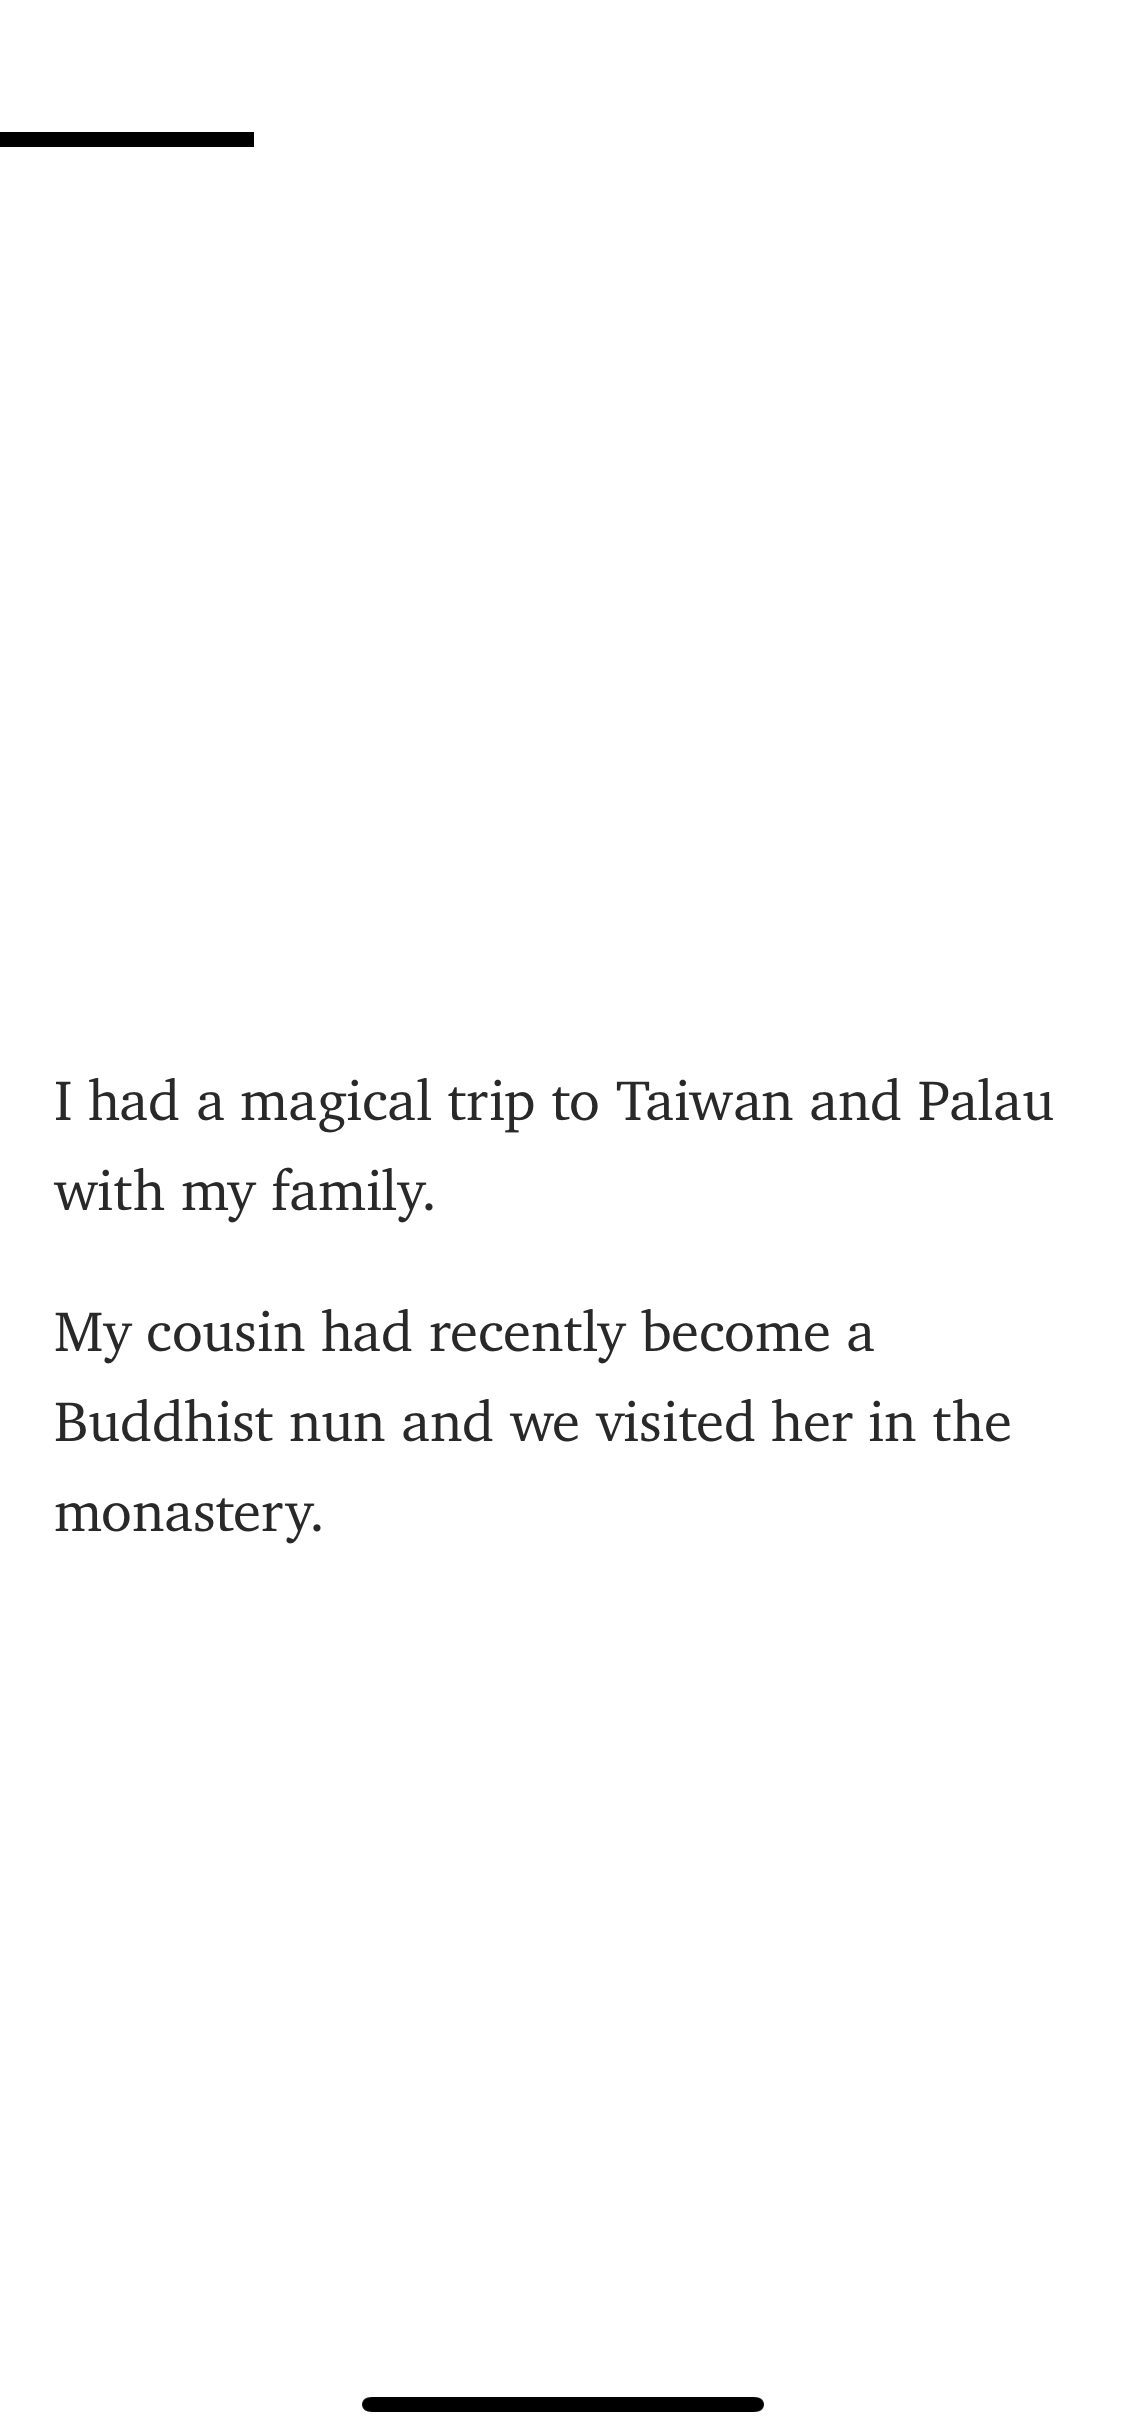 I had a magical trip to Taiwan and Palau
with my family.
My cousin had recently become a
Buddhist nun and we visited her in the
monastery.